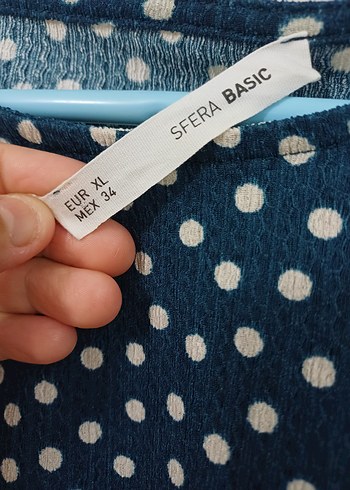 SFERA BASIC
EUR XL
MEX 34